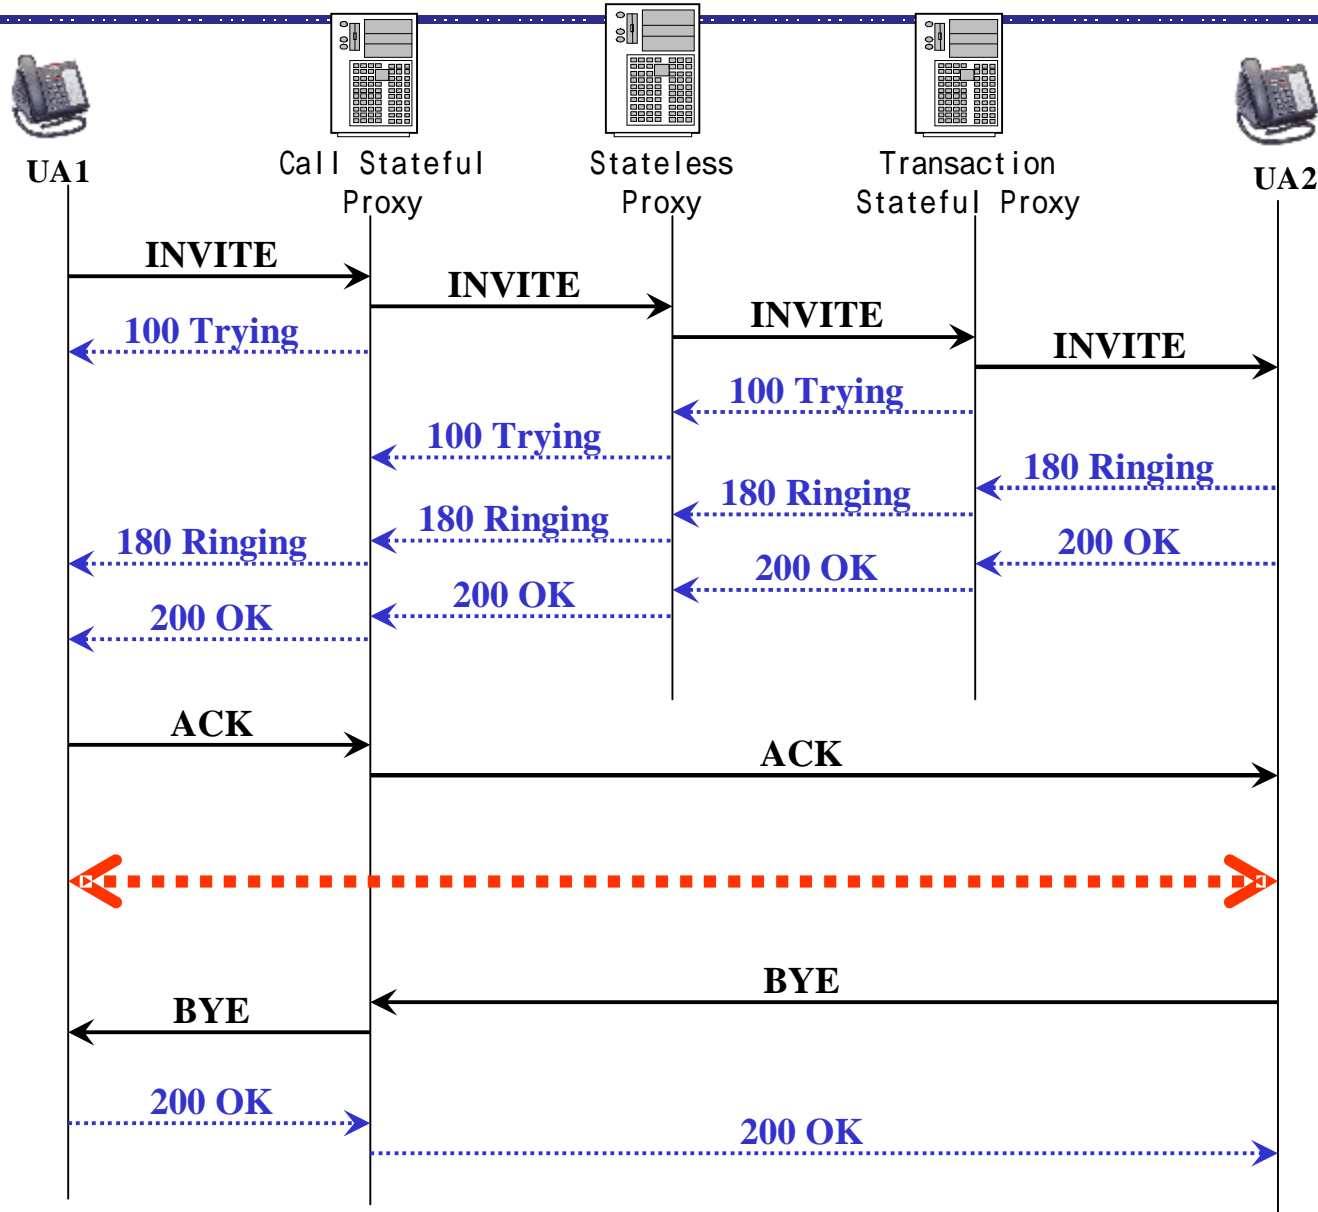 UA1
Call Stateful
Proxy
Stateless
Proxy
Transaction
Stateful Proxy
UA2
INVITE
INVITE
INVITE
INVITE
100 Trying
100 Trying
100 Trying
180 Ringing
180 Ringing
180 Ringing
180 Ringing
200 OK
200 OK
200 OK
200 OK
ACK
ACK
BYE
BYE
200 OK
200 OK